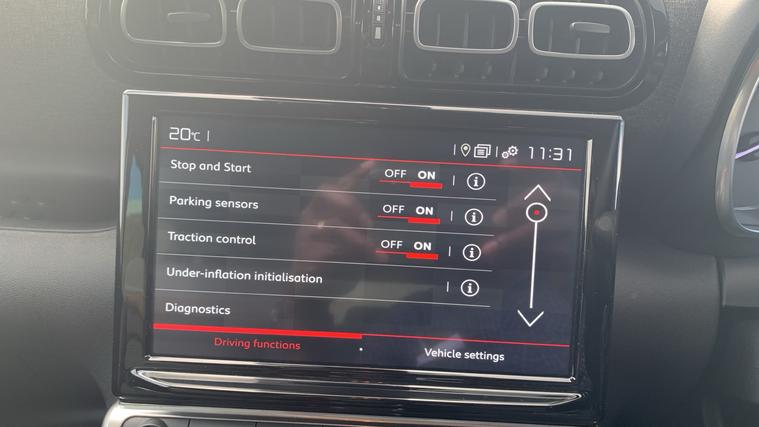 20°C 11:31
Stop and Start OFF ON
Parking sensors OFF ON
Traction control OFF ON
Under-inflation initialisation
Diagnostics
Driving functions Vehicle settings